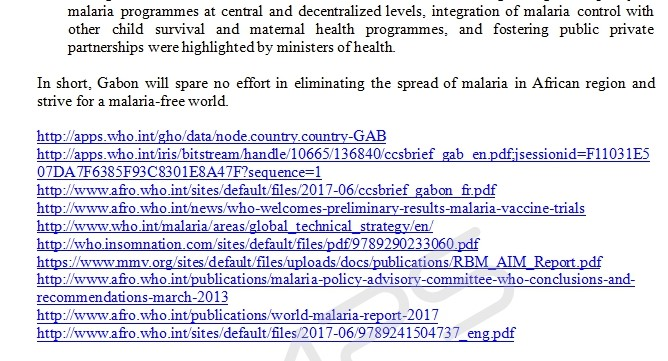 malaria programmes at central and decentralized levels, integration of malaria control with
other child survival and maternal health programmes, and fostering public private
partnerships were highlighted by ministers of health.
In short, Gabon will spare no effort in eliminating the spread of malaria in African region and
strive for a malaria-free world.
http://apps.who.int/gho/data/node.country.country-GAB
http://apps.who.int/iris/bitstream/handle/10665/136840/ccsbrief_gab_en.pdf;jsessionid=F11031E5
07DA7F6385F93C8301E8A47F?sequence=1
http://www.afro.who.int/sites/default/files/2017-06/ccsbrief_gabon_fr.pdf
http://www.afro.who.int/news/who-welcomes-preliminary-results-malaria-vaccine-trials
http://www.who.int/malaria/areas/global_technical_strategy/en/
http://who.insomnation.com/sites/default/files/pdf/9789290233060.pdf
https://www.mmv.org/sites/default/files/uploads/docs/publications/RBM_AIM_Report.pdf
http://www.afro.who.int/publications/malaria-policy-advisory-committee-who-conclusions-and-
recommendations-march-2013
http://www.afro.who.int/publications/world-malaria-report-2017
http://www.afro.who.int/sites/default/files/2017-06/9789241504737_eng.pdf